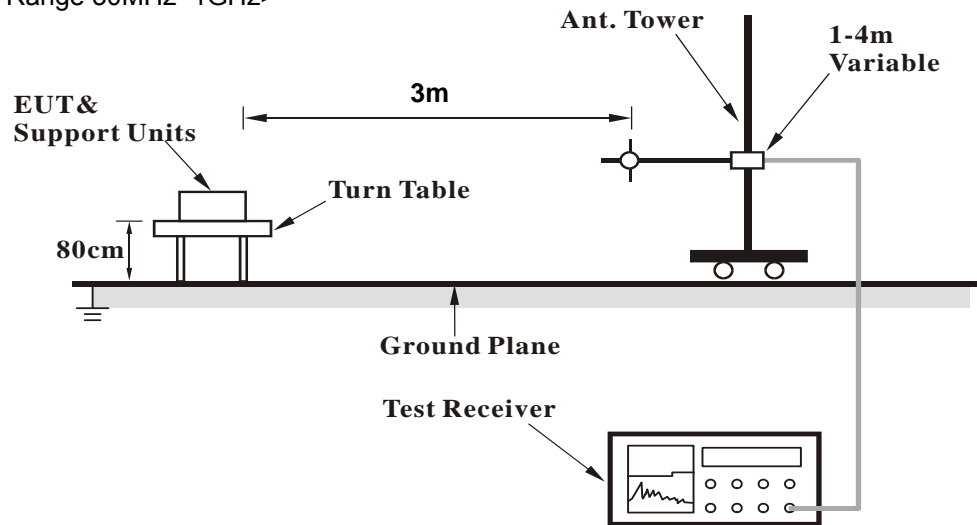 Ant. Tower
1-4m
Variable
3m
EUT&
Support Units
Turn Table
80cm
Ground Plane
Test Receiver